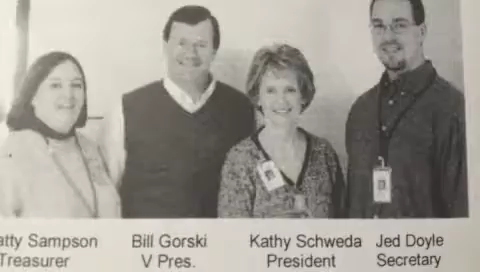 atty Sampson Bill Gorski Kathy Schweda Jed Doyle
Treasurer V Pres. President Secretary